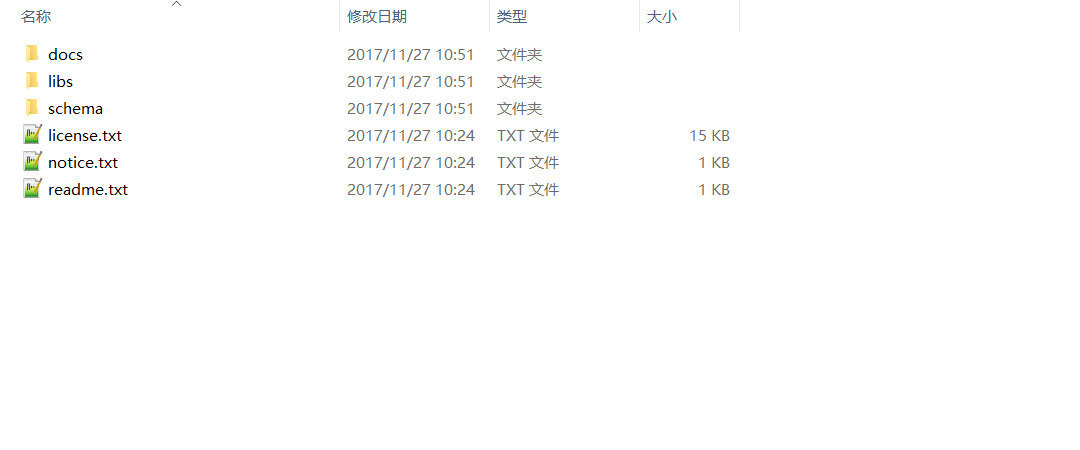 名称 修改日期 类型 大小
docs 2017/11/27 10:51 文件夹
libs 2017/11/27 10:51 文件夹
schema 2017/11/27 10:51 文件夹
license.txt 2017/11/27 10:24 TXT 文件 15 KB
notice.txt 2017/11/27 10:24 TXT 文件 1 KB
readme.txt 2017/11/27 10:24 TXT 文件 1 KB